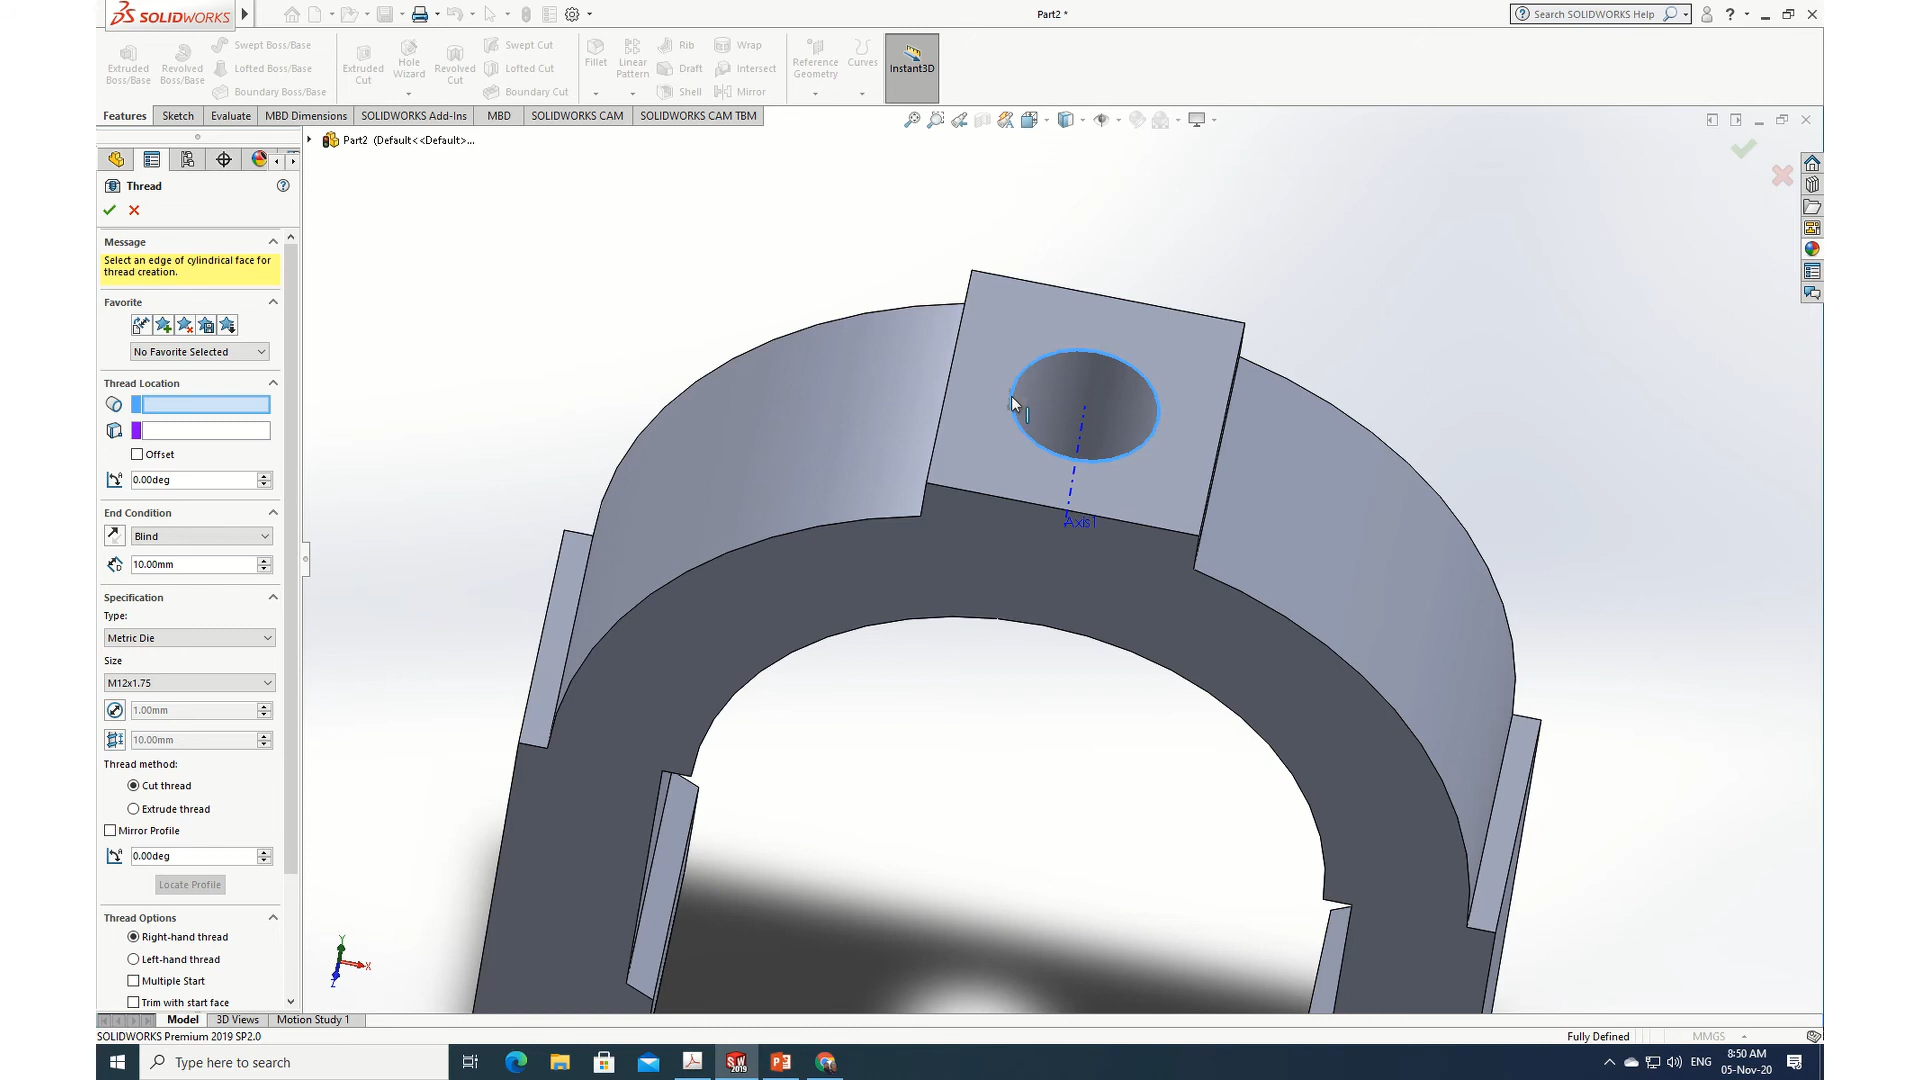 SOLIDWORKS
Part2 *
Search SOLIDWORKS Help
Extruded Boss/Base
Revolved Boss/Base
Swept Boss/Base
Lofted Boss/Base
Boundary Boss/Base
Extruded Cut
Hole Wizard
Revolved Cut
Swept Cut
Lofted Cut
Boundary Cut
Fillet
Linear Pattern
Rib
Draft
Shell
Wrap
Intersect
Mirror
Reference Geometry
Curves
Instant3D
Features
Sketch
Evaluate
MBD Dimensions
SOLIDWORKS Add-Ins
MBD
SOLIDWORKS CAM
SOLIDWORKS CAM TBM
Part2 (Default<<Default>...
Thread
Message
Select an edge of cylindrical face for
thread creation.
Favorite
No Favorite Selected
Thread Location
Offset
0.00deg
End Condition
Blind
10.00mm
Specification
Type:
Metric Die
Size
M12x1.75
1.00mm
10.00mm
Thread method:
Cut thread
Extrude thread
Mirror Profile
0.00deg
Locate Profile
Thread Options
Right-hand thread
Left-hand thread
Multiple Start
Trim with start face
Axis1
Y
X
Z
Model
3D Views
Motion Study 1
SOLIDWORKS Premium 2019 SP2.0
Fully Defined
MMGS
Type here to search
SW
2019
ENG
8:50 AM
05-Nov-20